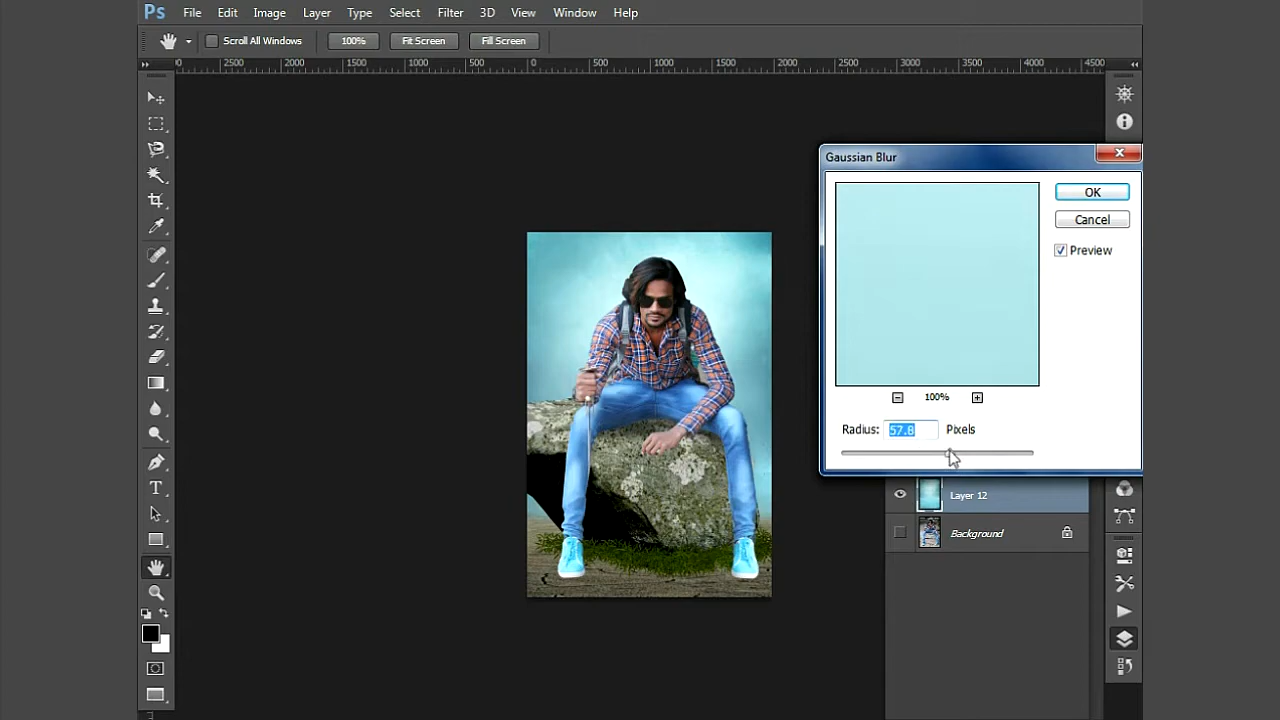 Ps File Edit Image Layer Type Select Filter 3D View Window Help
Scroll All Windows 100% Fit Screen Fill Screen
2500 2000 1500 1000 500 0 500 1000 1500 2000 2500 3000 3500 4000 4500
Gaussian Blur
OK
Cancel
Preview
100%
Radius: 57.8 Pixels
Layer 12
Background